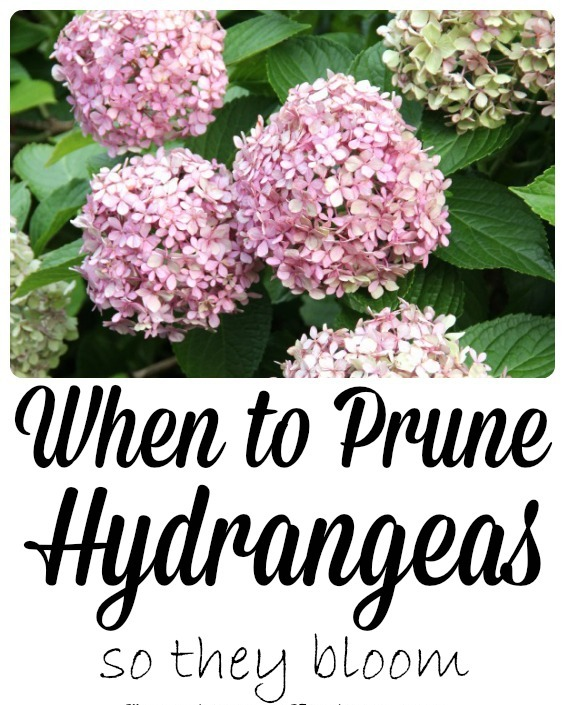 When to Prune
Hydrangeas
so they bloom